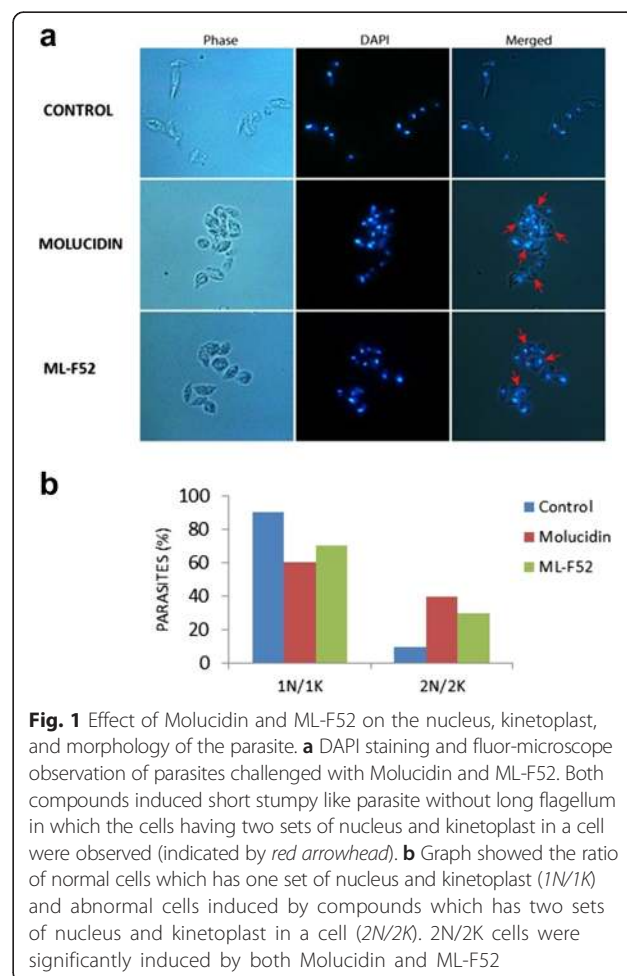 a
Phase DAPI Merged
CONTROL
MOLUCIDIN
ML-F52
b
100
80
60
40
20
0
PARASITES (%)
1N/1K 2N/2K
Control
Molucidin
ML-F52
Fig. 1 Effect of Molucidin and ML-F52 on the nucleus, kinetoplast,
and morphology of the parasite. a DAPI staining and fluor-microscope
observation of parasites challenged with Molucidin and ML-F52. Both
compounds induced short stumpy like parasite without long flagellum
in which the cells having two sets of nucleus and kinetoplast in a cell
were observed (indicated by red arrowhead). b Graph showed the ratio
of normal cells which has one set of nucleus and kinetoplast (1N/1K)
and abnormal cells induced by compounds which has two sets
of nucleus and kinetoplast in a cell (2N/2K). 2N/2K cells were
significantly induced by both Molucidin and ML-F52